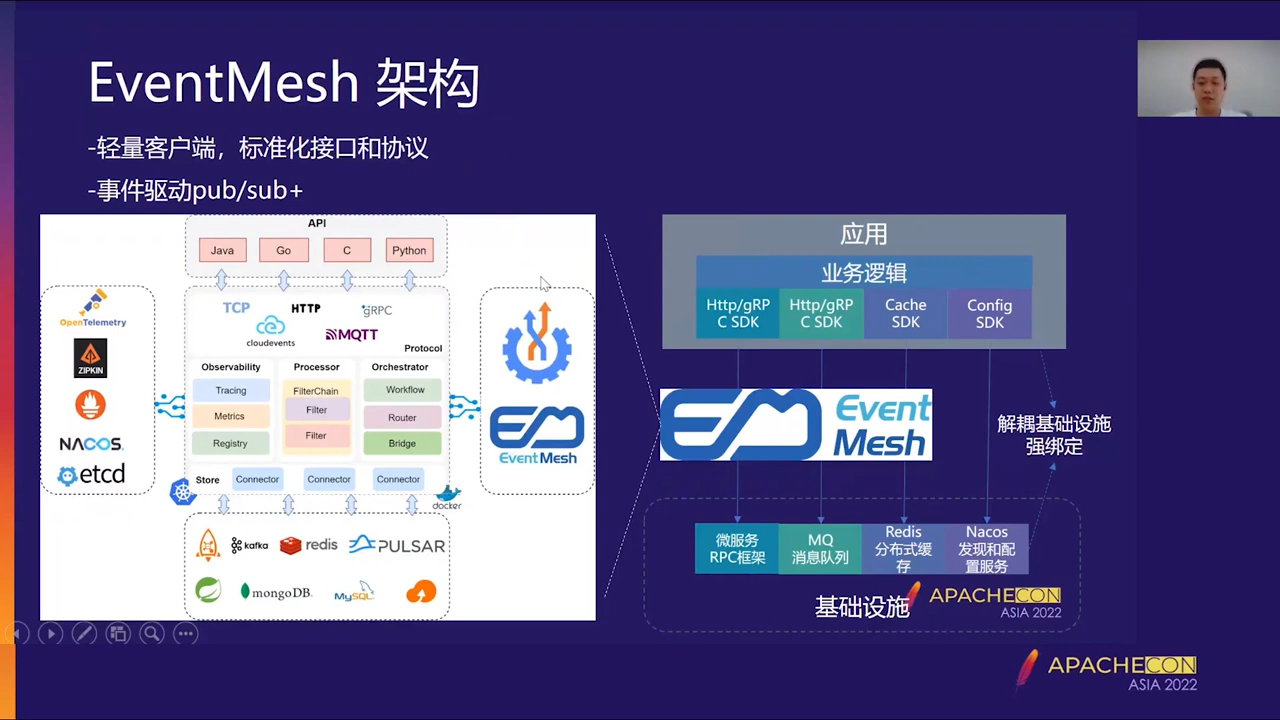 EventMesh 架构
-轻量客户端，标准化接口和协议
-事件驱动pub/sub+
API
Java
Go
C
Python
TCP
HTTP
gRPC
cloudevents
MQTT
Protocol
OpenTelemetry
ZIPKIN
NACOS.
etcd
Observability
Processor
Orchestrator
Tracing
FilterChain
Workflow
Metrics
Filter
Router
Registry
Filter
Bridge
Store
Connector
Connector
Connector
docker
EventMesh
kafka
redis
PULSAR
mongoDB.
MySQL
应用
业务逻辑
Http/gRP
C SDK
Http/gRP
C SDK
Cache
SDK
Config
SDK
Event
Mesh
解耦基础设施
强绑定
微服务
RPC框架
MQ
消息队列
Redis
分布式缓
存
Nacos
发现和配
置服务
基础设施
APACHECON
ASIA 2022
APACHECON
ASIA 2022